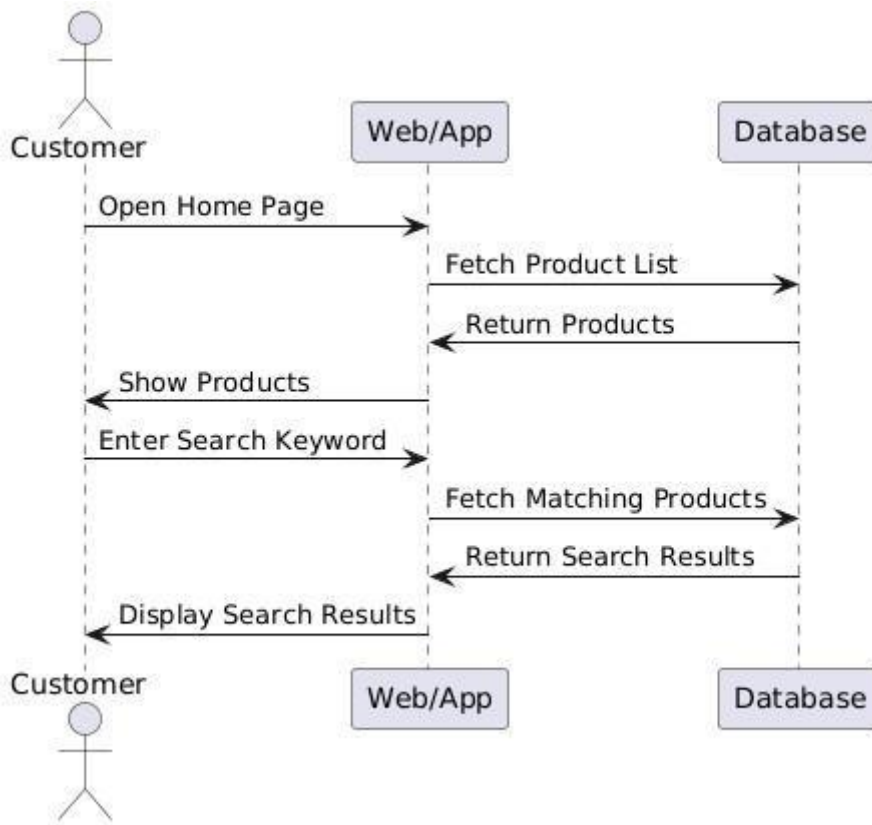 Customer
Web/App
Database
Open Home Page
Fetch Product List
Return Products
Show Products
Enter Search Keyword
Fetch Matching Products
Return Search Results
Display Search Results
Customer
Web/App
Database